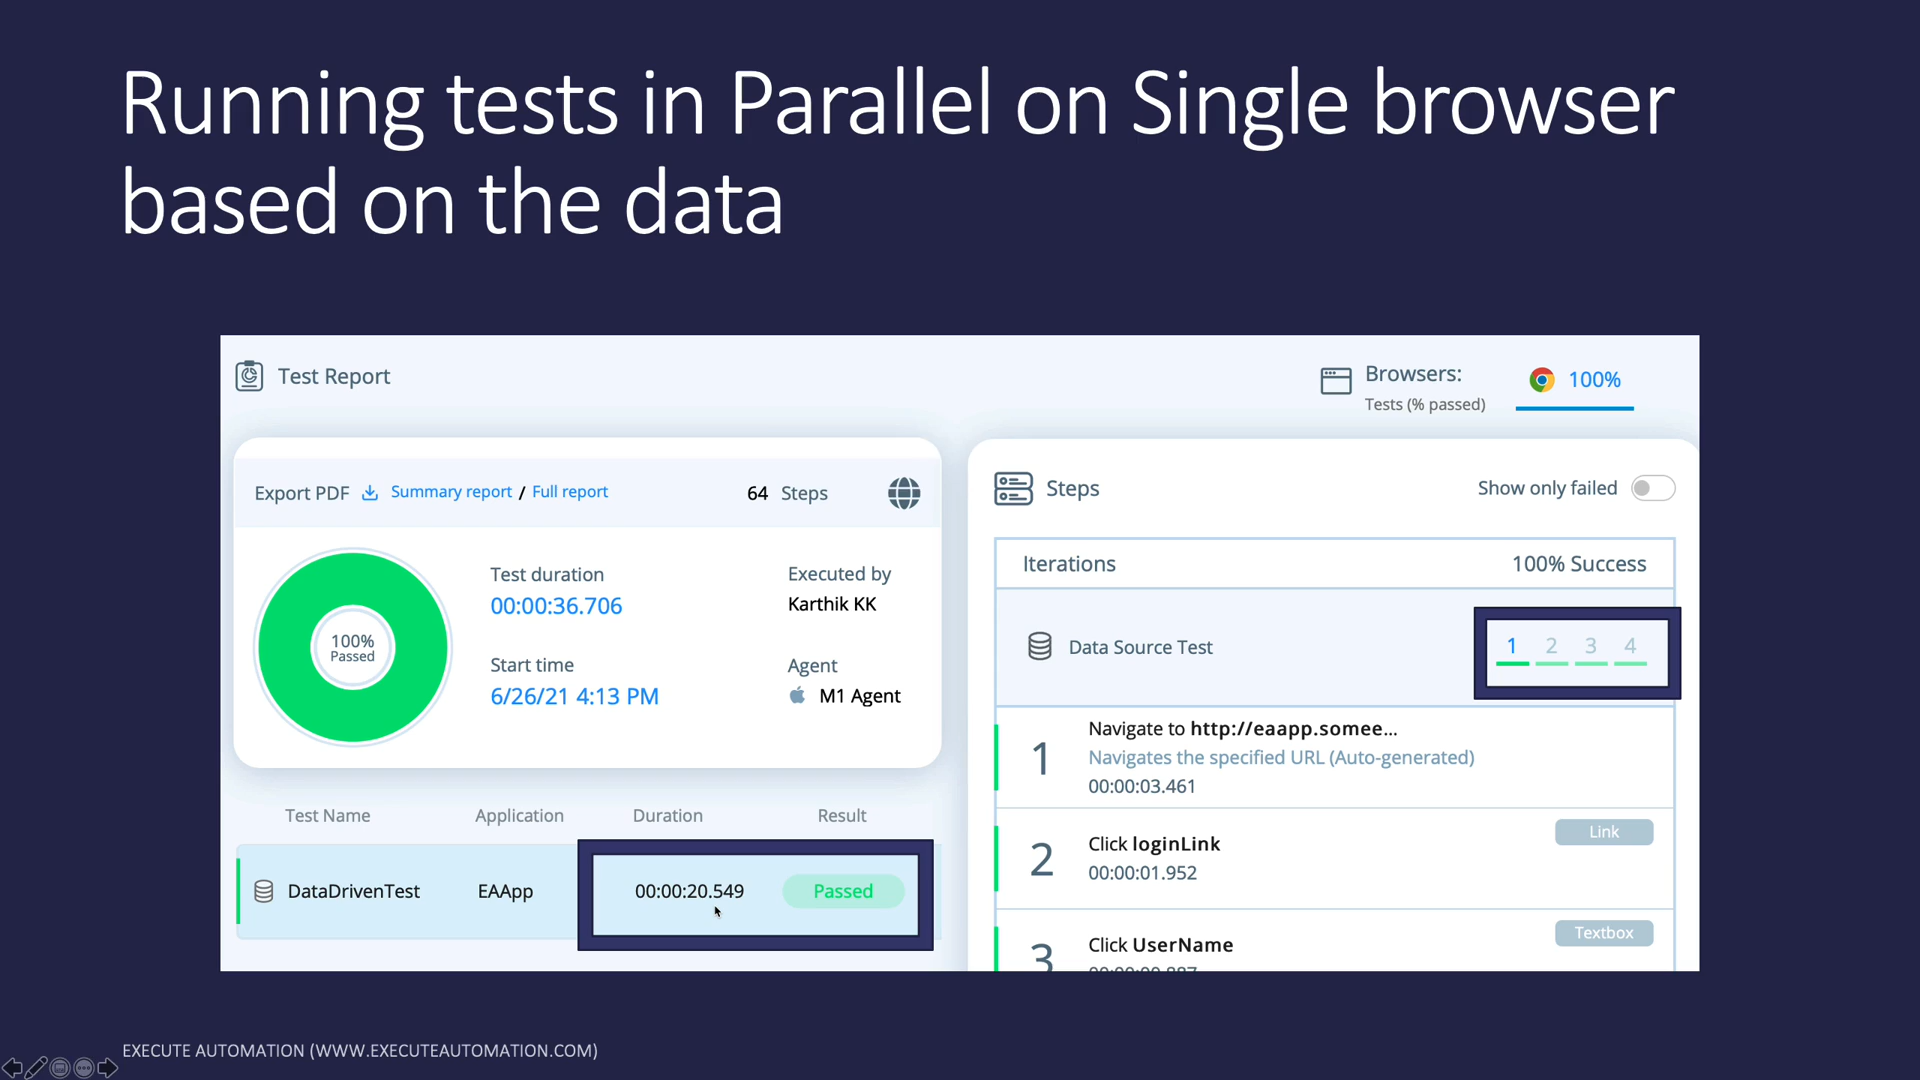 Running tests in Parallel on Single browser
based on the data
Test Report
Browsers:
Tests (% passed)
100%
Export PDF
Summary report / Full report
64 Steps
100%
Passed
Test duration
00:00:36.706
Executed by
Karthik KK
Start time
6/26/21 4:13 PM
Agent
M1 Agent
Test Name Application Duration Result
DataDrivenTest EAApp 00:00:20.549 Passed
Steps
Show only failed
Iterations 100% Success
Data Source Test 1 2 3 4
1
Navigate to http://eaapp.somee...
Navigates the specified URL (Auto-generated)
00:00:03.461
2
Click loginLink
Link
00:00:01.952
3
Click UserName
Textbox
EXECUTE AUTOMATION (WWW.EXECUTEAUTOMATION.COM)